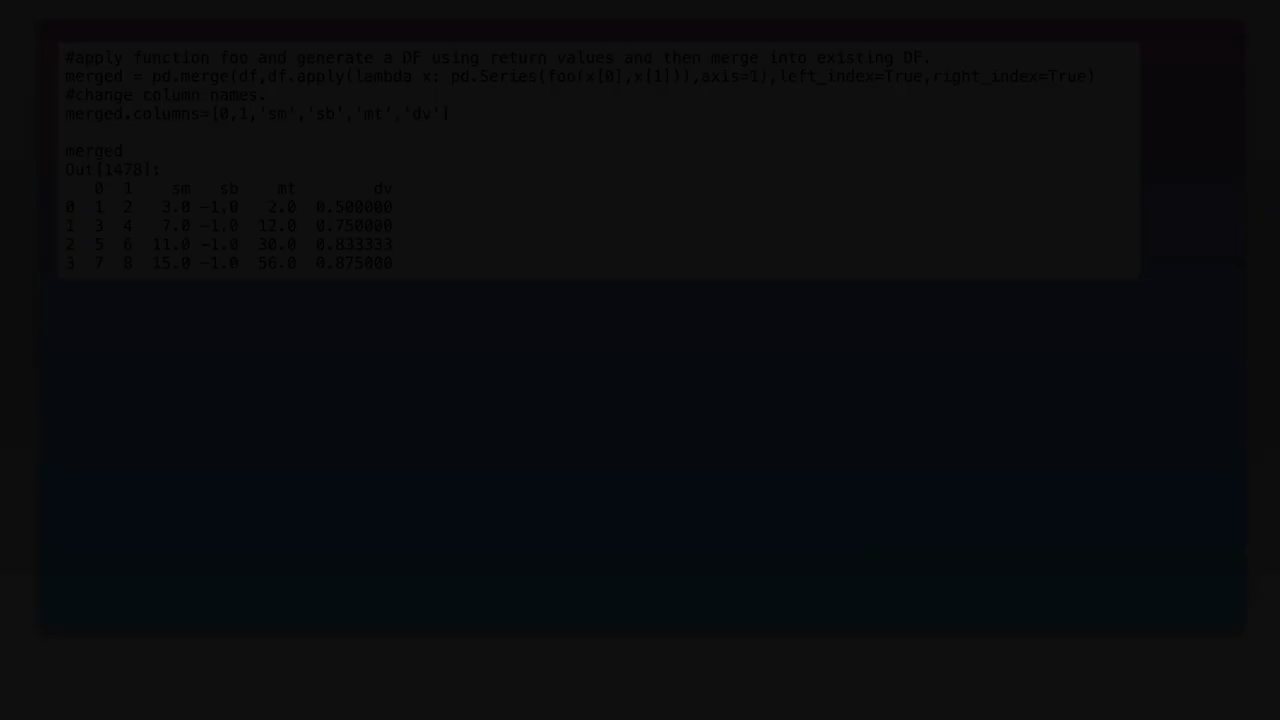 #apply function foo and generate a DF using return values and then merge into existing DF.
merged = pd.merge(df,df.apply(lambda x: pd.Series(foo(x[0],x[1])),axis=1),left_index=True,right_index=True)
#change column names.
merged.columns=[0,1,'sm','sb','mt','dv']
merged
Out[1478]:
   0  1    sm   sb    mt        dv
0  1  2   3.0 -1.0   2.0  0.500000
1  3  4   7.0 -1.0  12.0  0.750000
2  5  6  11.0 -1.0  30.0  0.833333
3  7  8  15.0 -1.0  56.0  0.875000